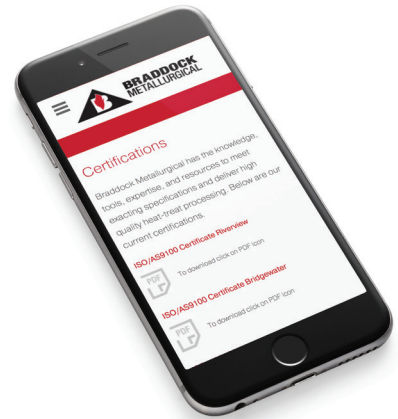 BRADDOCK
METALLURGICAL
Certifications
Braddock Metallurgical has the knowledge,
tools, expertise, and resources to meet
exacting specifications and deliver high
quality heat-treat processing. Below are our
current certifications.
ISO/AS9100 Certificate Riverview
PDF
To download click on PDF icon
ISO/AS9100 Certificate Bridgewater
PDF
To download click on PDF icon